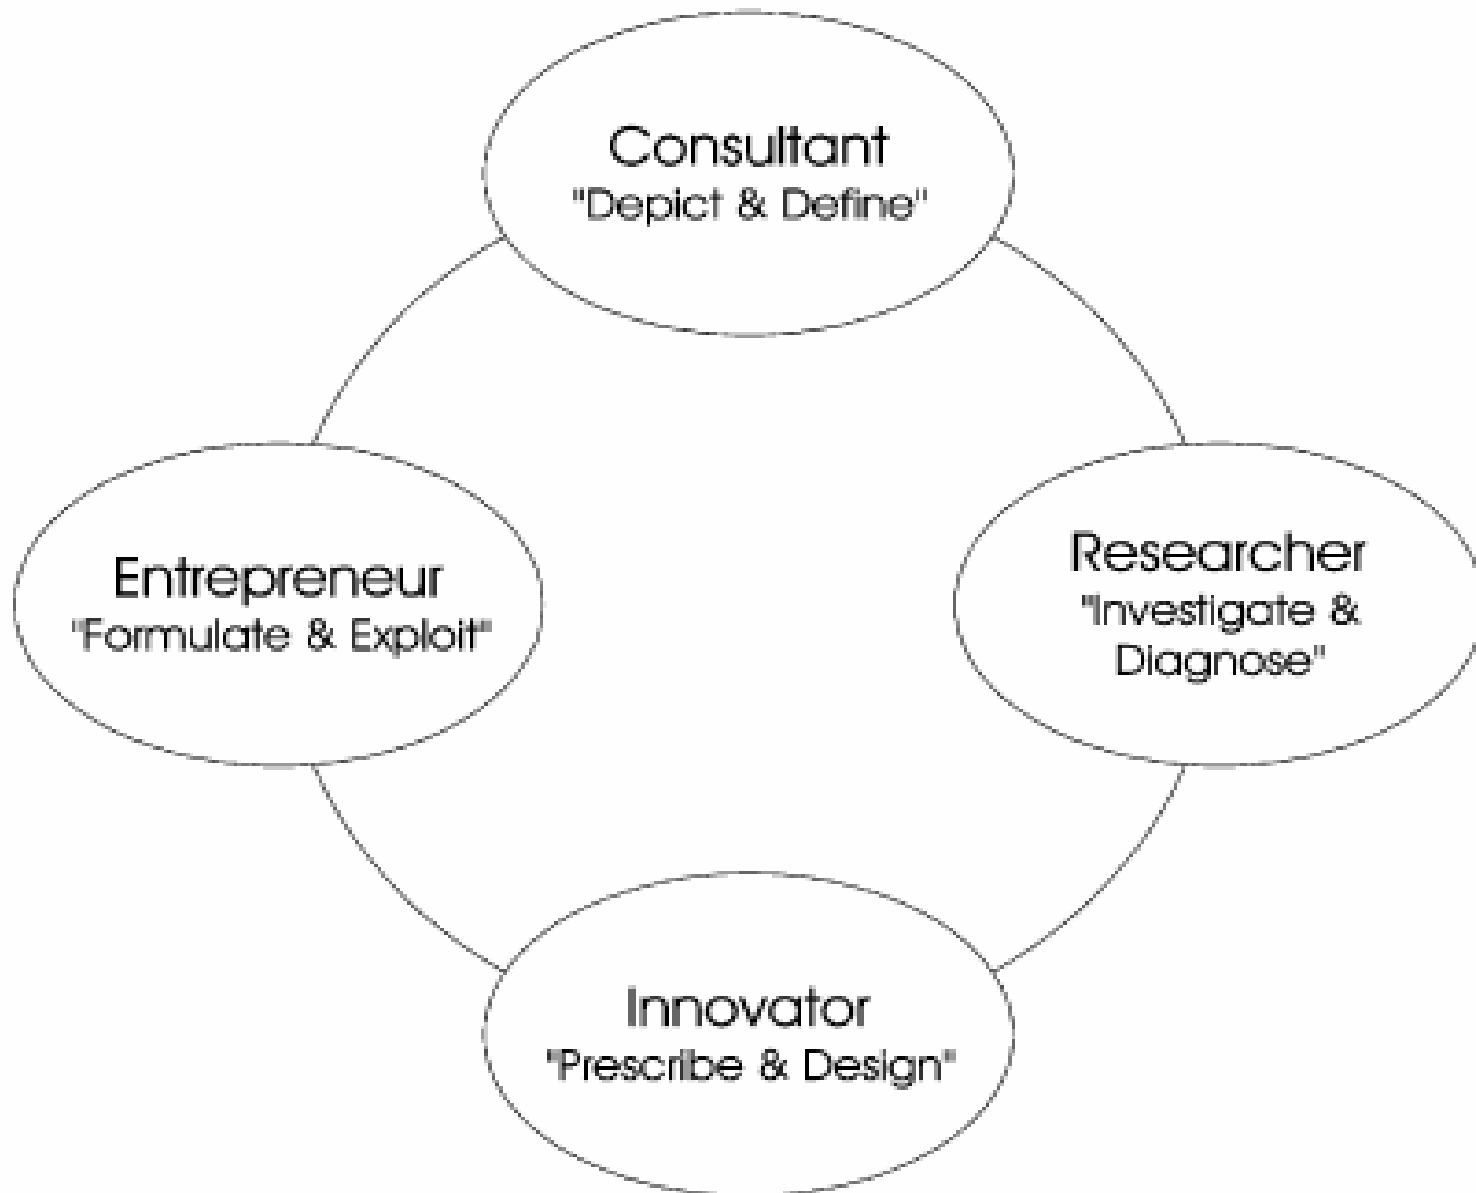 Consultant
"Depict & Define"
Entrepreneur
"Formulate & Exploit"
Researcher
"Investigate &
Diagnose"
Innovator
"Prescribe & Design"